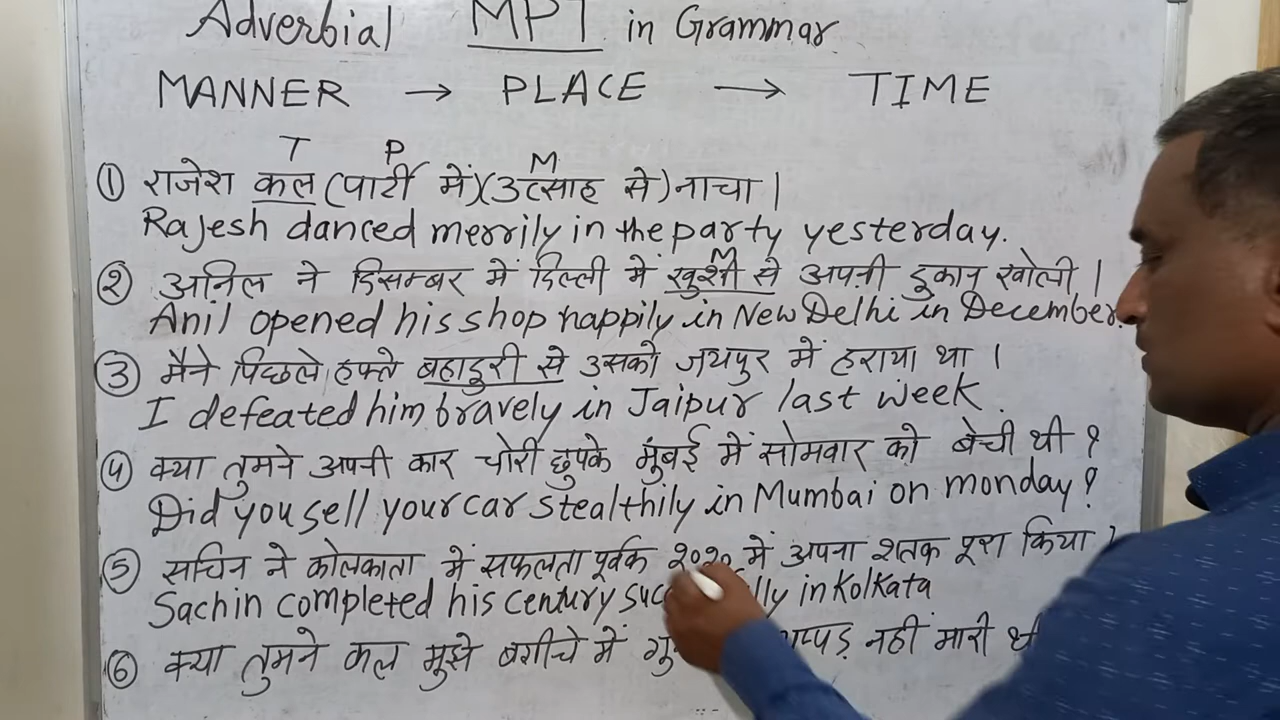 Adverbial MPT in Grammar
MANNER → PLACE → TIME
T P M
① राजेश कल (पार्टी में)(उत्साह से) नाचा |
Rajesh danced merrily in the party yesterday.
M
② अनिल ने दिसम्बर में दिल्ली में खुशी से अपनी दुकान खोली |
Anil opened his shop happily in New Delhi in December.
③ मैंने पिछले हफ्ते बहादुरी से उसको जयपुर में हराया था |
I defeated him bravely in Jaipur last week.
④ क्या तुमने अपनी कार चोरी छुपके मुंबई में सोमवार को बेची थी ?
Did you sell your car stealthily in Mumbai on monday?
⑤ सचिन ने कोलकाता में सफलता पूर्वक २०२० में अपना शतक पूरा किया |
Sachin completed his century in Kolkata
⑥ क्या तुमने कल मुझे बगीचे में नहीं मारी थी